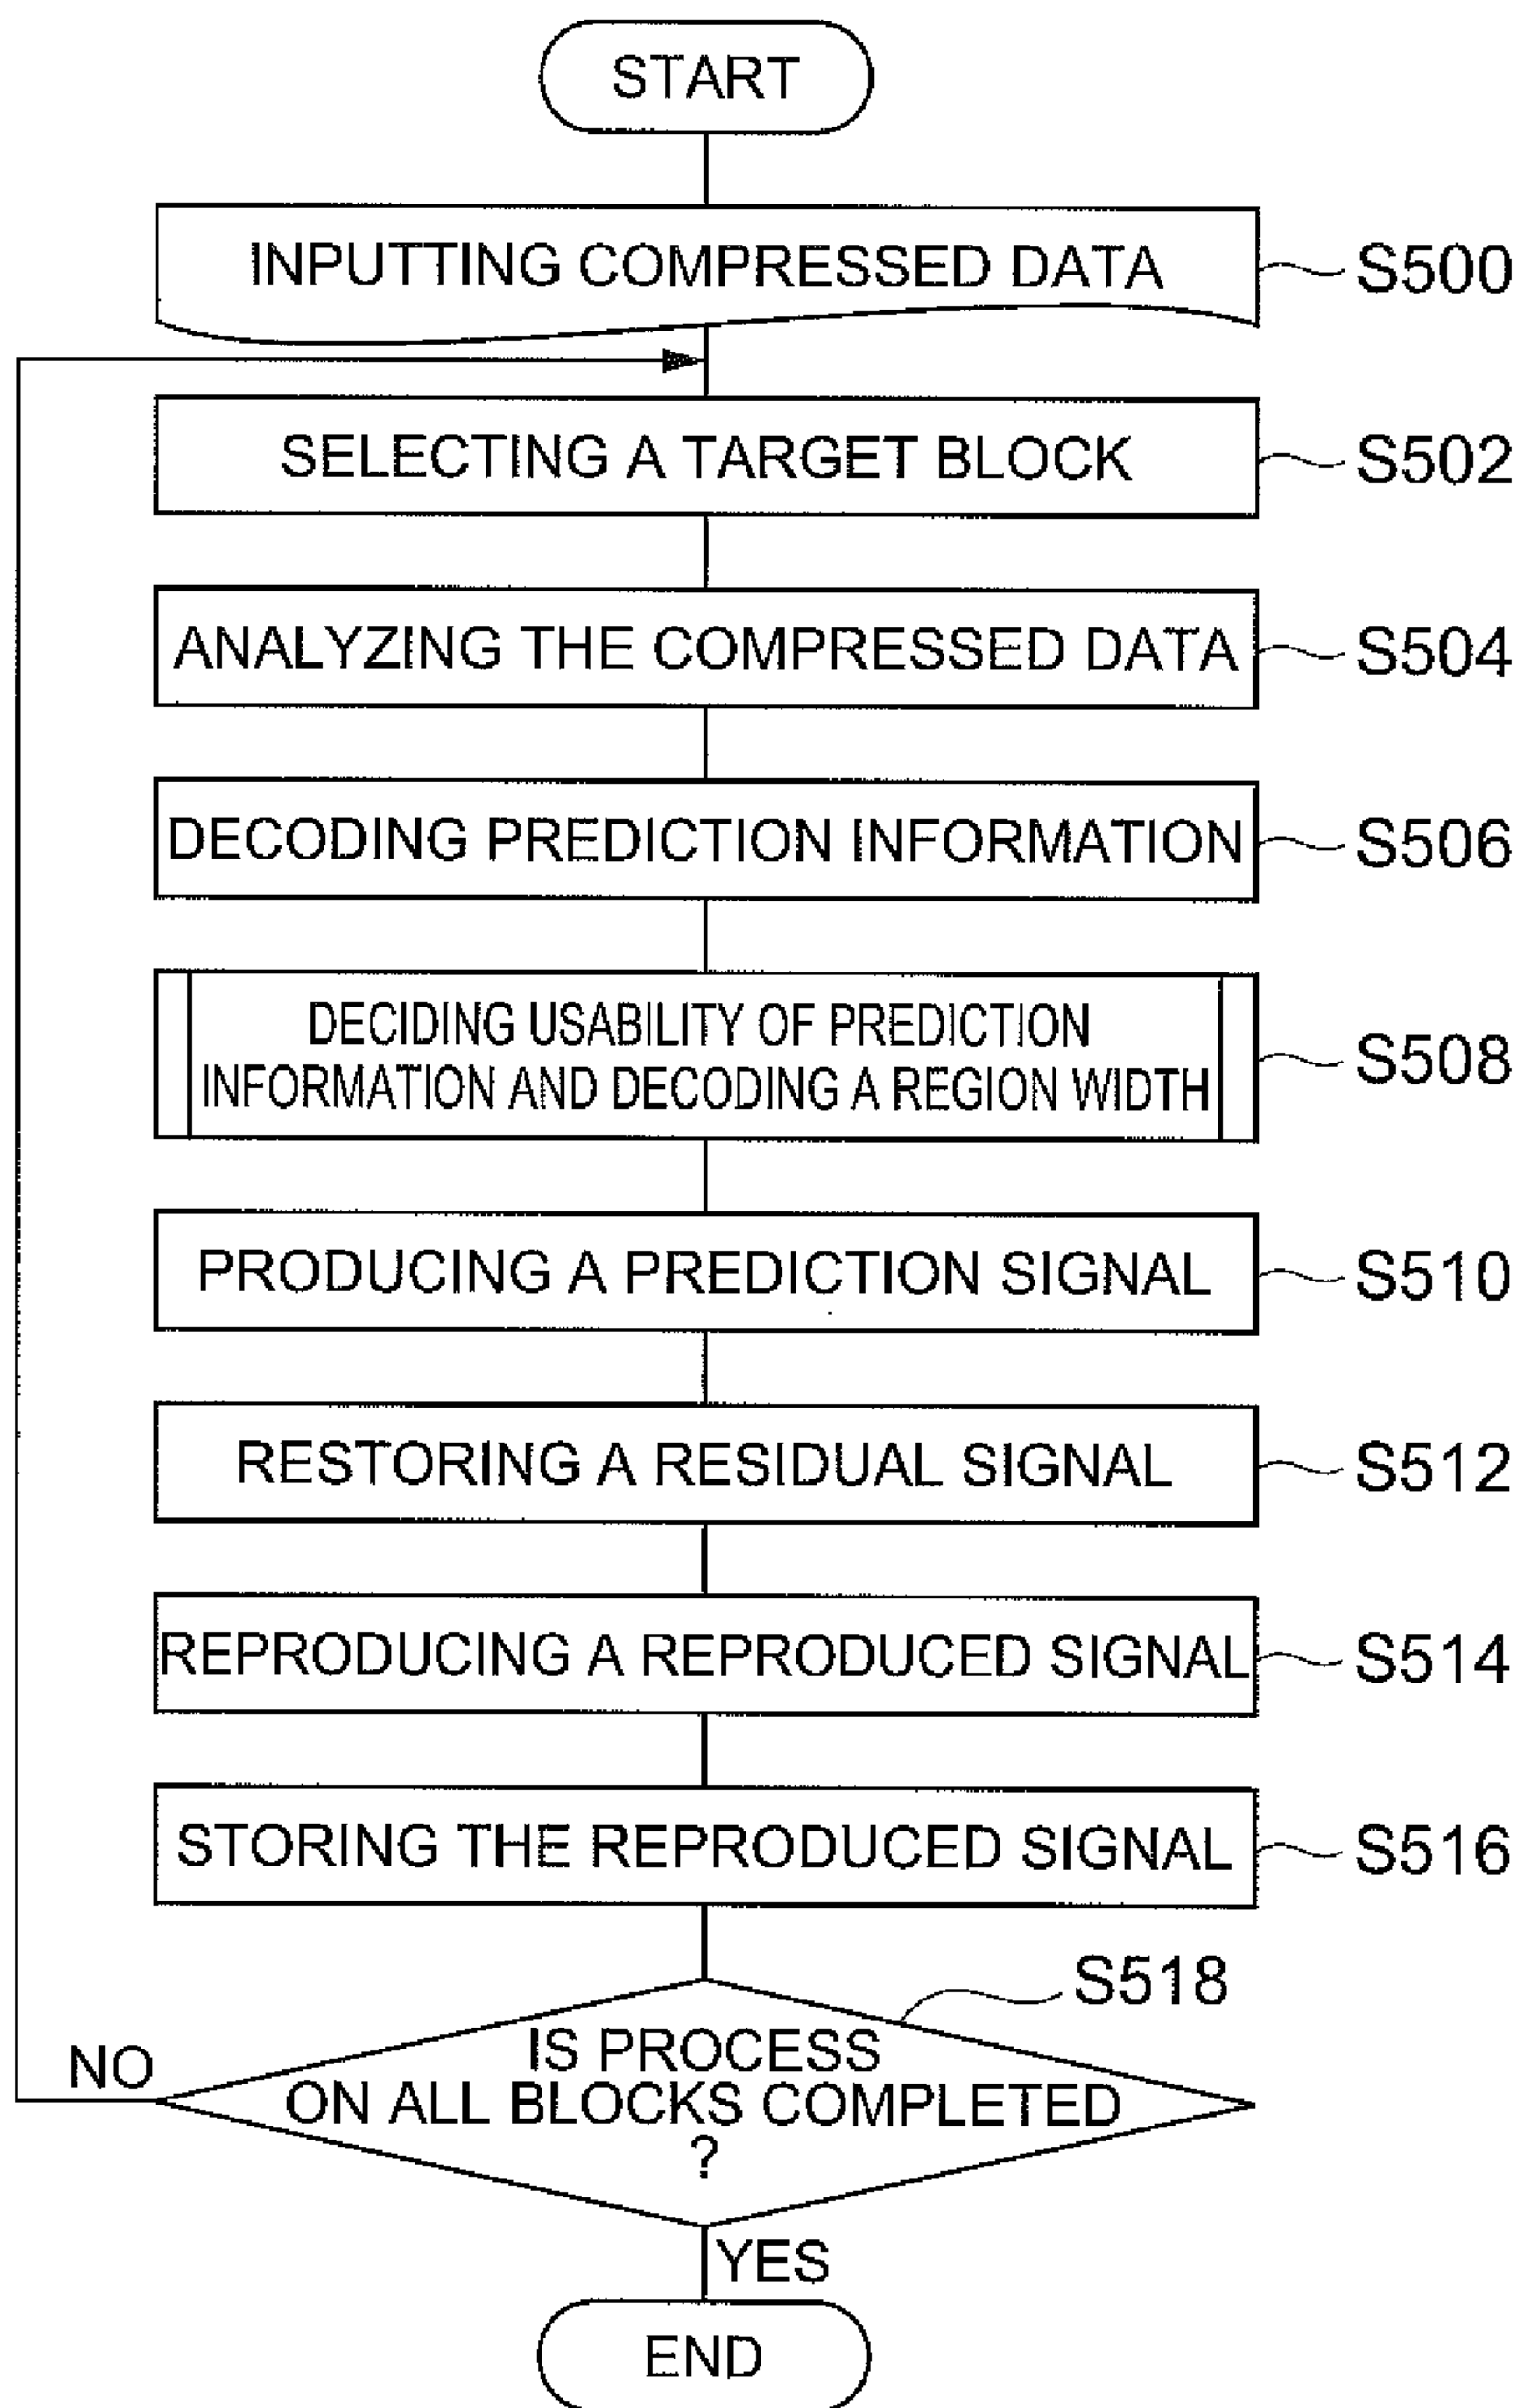 START
INPUTTING COMPRESSED DATA
S500
SELECTING A TARGET BLOCK
S502
ANALYZING THE COMPRESSED DATA
S504
DECODING PREDICTION INFORMATION
S506
DECIDING USABILITY OF PREDICTION
INFORMATION AND DECODING A REGION WIDTH
S508
PRODUCING A PREDICTION SIGNAL
S510
RESTORING A RESIDUAL SIGNAL
S512
REPRODUCING A REPRODUCED SIGNAL
S514
STORING THE REPRODUCED SIGNAL
S516
S518
IS PROCESS
ON ALL BLOCKS COMPLETED
?
NO
YES
END